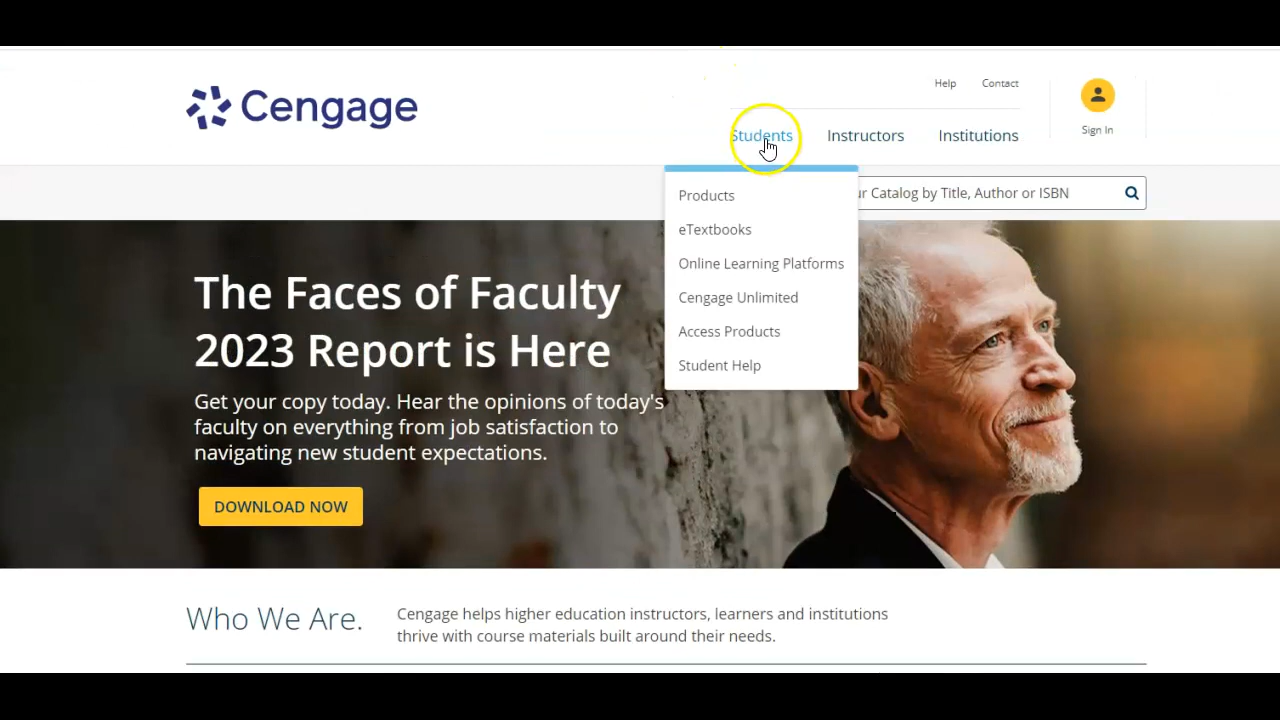 Help
Contact
Cengage
Students
Instructors
Institutions
Sign In
Products
eTextbooks
Online Learning Platforms
Cengage Unlimited
Access Products
Student Help
r Catalog by Title, Author or ISBN
The Faces of Faculty
2023 Report is Here
Get your copy today. Hear the opinions of today's
faculty on everything from job satisfaction to
navigating new student expectations.
DOWNLOAD NOW
Who We Are.
Cengage helps higher education instructors, learners and institutions
thrive with course materials built around their needs.